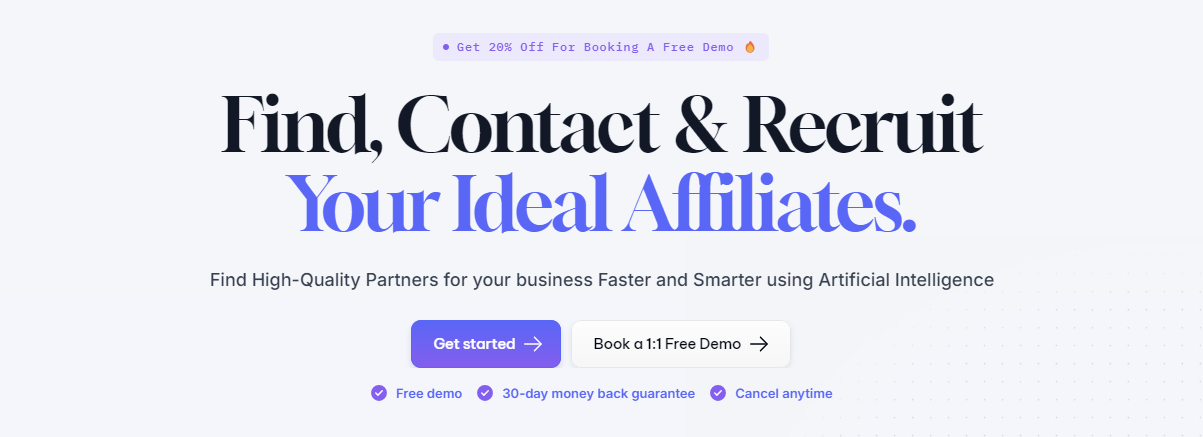 Get 20% Off For Booking A Free Demo 🔥
Find, Contact & Recruit
Your Ideal Affiliates.
Find High-Quality Partners for your business Faster and Smarter using Artificial Intelligence
Get started → Book a 1:1 Free Demo →
Free demo 30-day money back guarantee Cancel anytime